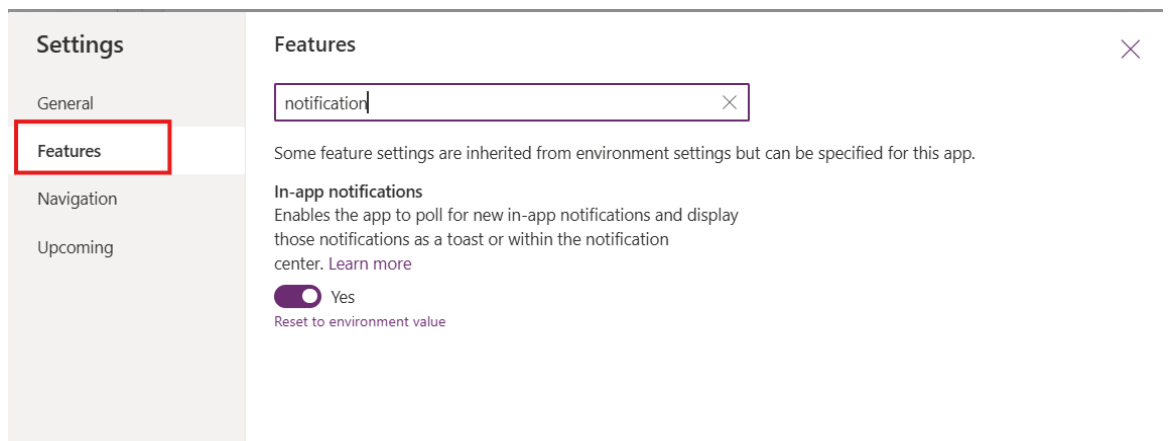 Settings
General
Features
Navigation
Upcoming
Features
notification
Some feature settings are inherited from environment settings but can be specified for this app.
In-app notifications
Enables the app to poll for new in-app notifications and display
those notifications as a toast or within the notification
center. Learn more
Yes
Reset to environment value